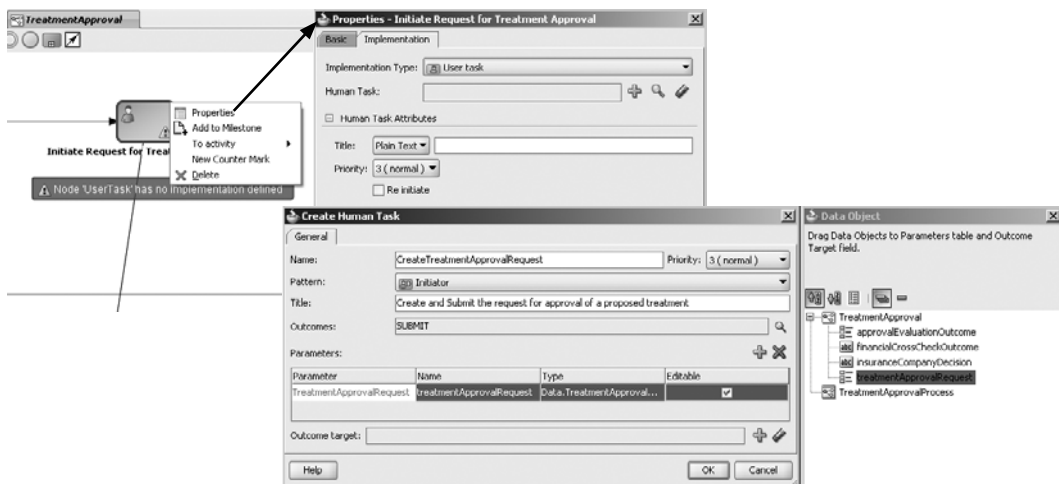 TreatmentApproval
Properties
Add to Milestone
To activity
New Counter Mark
Delete
Initiate Request for Trea
Node 'UserTask' has no implementation defined
Properties - Initiate Request for Treatment Approval
Basic Implementation
Implementation Type: User task
Human Task:
Human Task Attributes
Title: Plain Text
Priority: 3 ( normal )
Re initiate
Create Human Task
General
Name: CreateTreatmentApprovalRequest Priority: 3 ( normal )
Pattern: Initiator
Title: Create and Submit the request for approval of a proposed treatment
Outcomes: SUBMIT
Parameters:
Parameter Name Type Editable
TreatmentApprovalRequest treatmentApprovalRequest Data.TreatmentApproval...
Outcome target:
Help OK Cancel
Data Object
Drag Data Objects to Parameters table and Outcome
Target field.
TreatmentApproval
approvalEvaluationOutcome
abc financialCrossCheckOutcome
abc insuranceCompanyDecision
treatmentApprovalRequest
TreatmentApprovalProcess